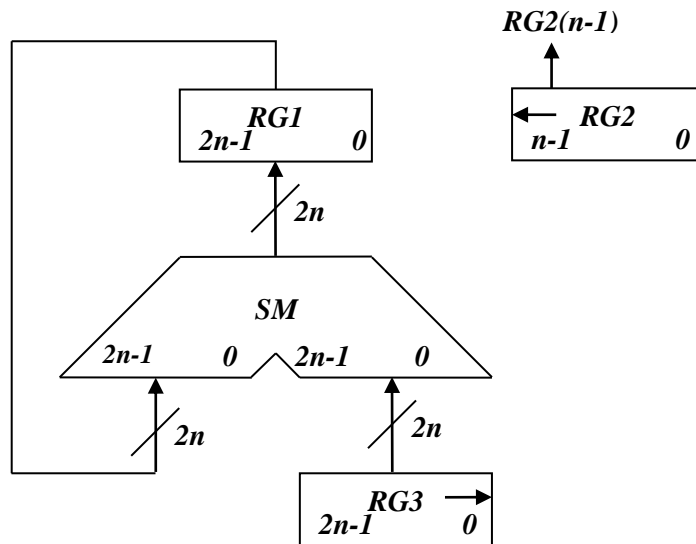 RG2(n-1)
RG1
2n-1 0
RG2
n-1 0
2n
SM
2n-1 0 2n-1 0
2n 2n
RG3
2n-1 0